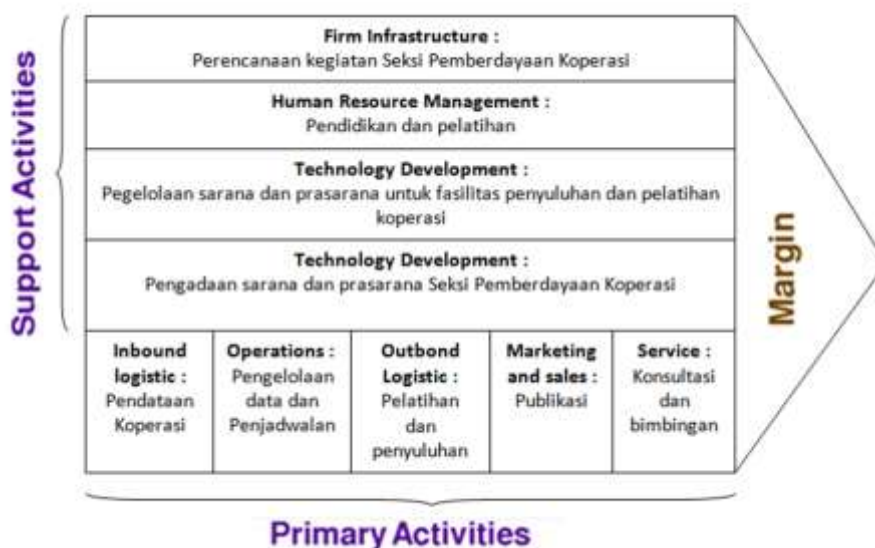 Support Activities
Firm Infrastructure :
Perencanaan kegiatan Seksi Pemberdayaan Koperasi
Human Resource Management :
Pendidikan dan pelatihan
Technology Development :
Pegelolaan sarana dan prasarana untuk fasilitas penyuluhan dan pelatihan
koperasi
Technology Development :
Pengadaan sarana dan prasarana Seksi Pemberdayaan Koperasi
Inbound
logistic :
Pendataan
Koperasi
Operations :
Pengelolaan
data dan
Penjadwalan
Outbond
Logistic :
Pelatihan
dan
penyuluhan
Marketing
and sales :
Publikasi
Service :
Konsultasi
dan
bimbingan
Margin
Primary Activities